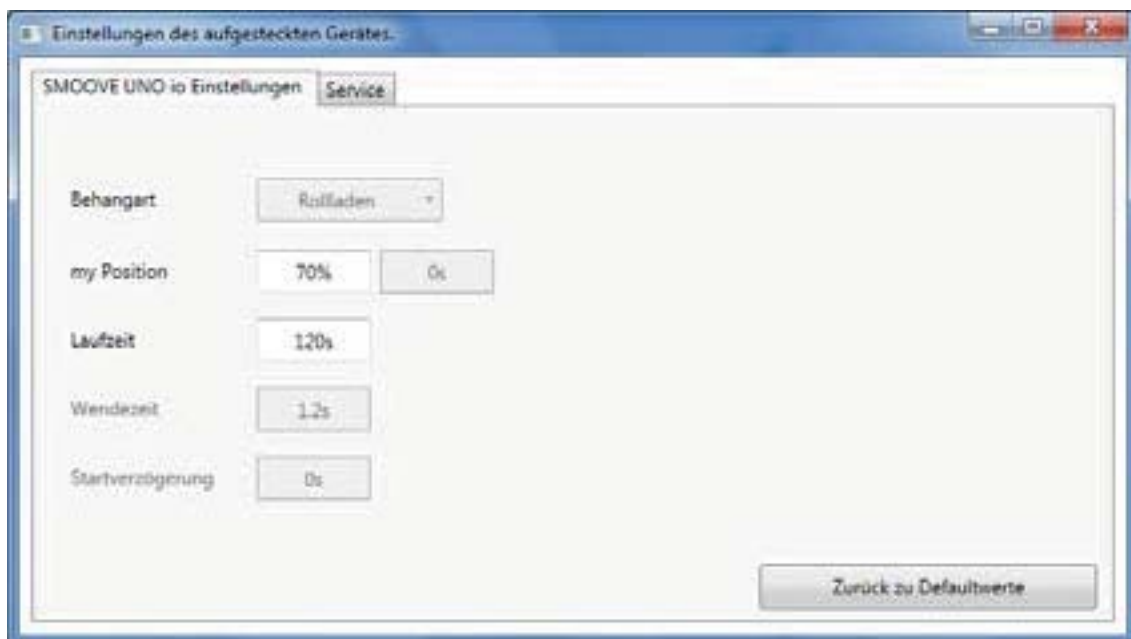 Einstellungen des aufgesteckten Gerätes.
SMOOVE UNO io Einstellungen Service
Behangart Rollladen
my Position 70% 0s
Laufzeit 120s
Wendezeit 1.2s
Startverzögerung 0s
Zurück zu Defaultwerte